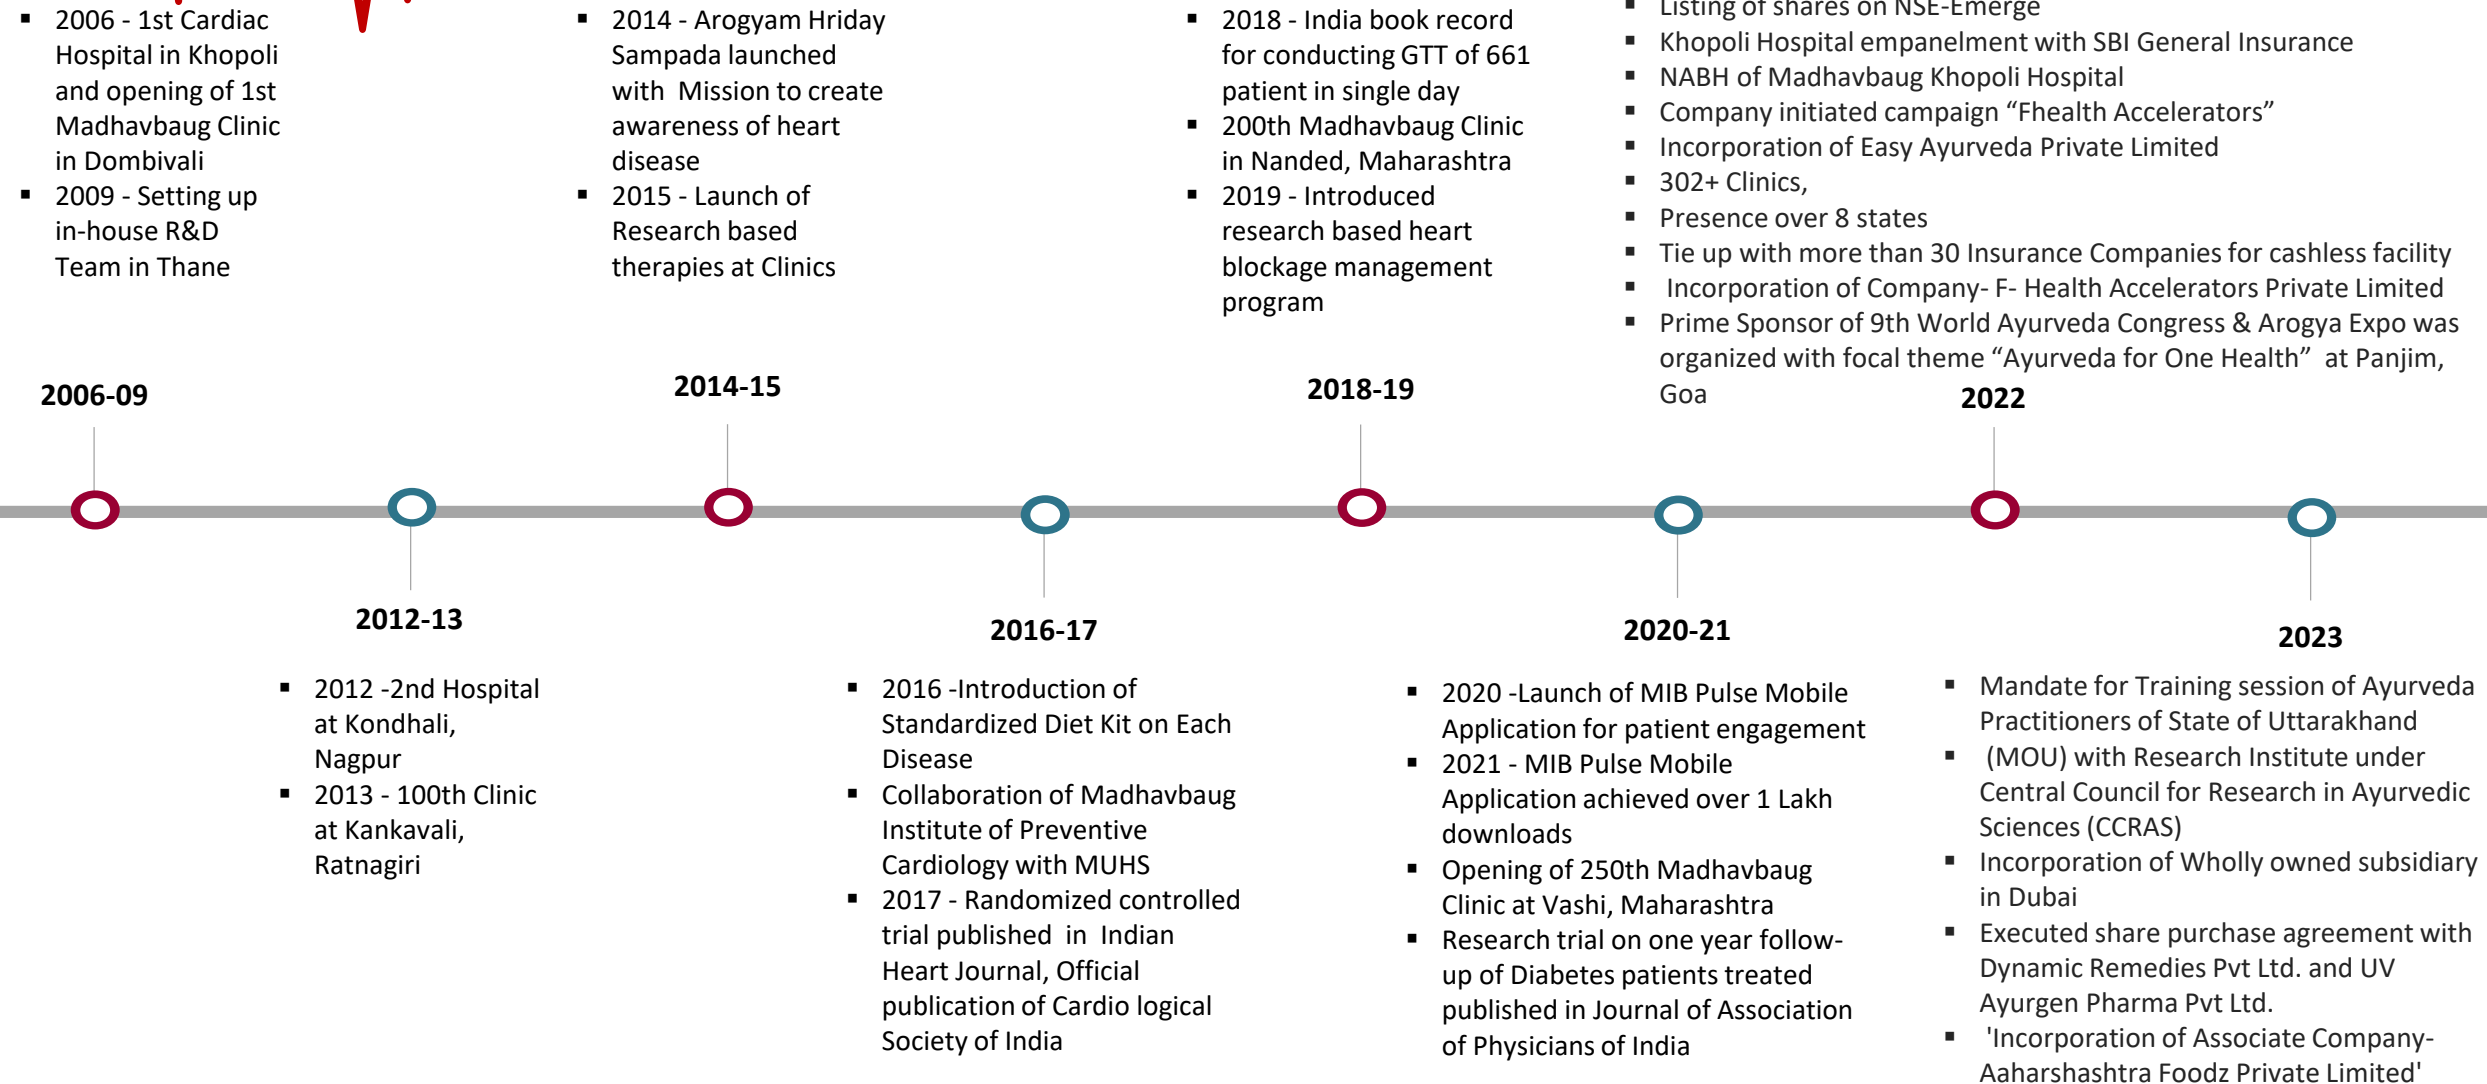 ▪ 2006 - 1st Cardiac
Hospital in Khopoli
and opening of 1st
Madhavbaug Clinic
in Dombivali
▪ 2009 - Setting up
in-house R&D
Team in Thane
2006-09
▪ 2012 -2nd Hospital
at Kondhali,
Nagpur
▪ 2013 - 100th Clinic
at Kankavali,
Ratnagiri
2012-13
▪ 2014 - Arogyam Hriday
Sampada launched
with Mission to create
awareness of heart
disease
▪ 2015 - Launch of
Research based
therapies at Clinics
2014-15
2016-17
▪ 2016 -Introduction of
Standardized Diet Kit on Each
Disease
▪ Collaboration of Madhavbaug
Institute of Preventive
Cardiology with MUHS
▪ 2017 - Randomized controlled
trial published in Indian
Heart Journal, Official
publication of Cardio logical
Society of India
▪ 2018 - India book record
for conducting GTT of 661
patient in single day
▪ 200th Madhavbaug Clinic
in Nanded, Maharashtra
▪ 2019 - Introduced
research based heart
blockage management
program
2018-19
2020-21
▪ 2020 -Launch of MIB Pulse Mobile
Application for patient engagement
▪ 2021 - MIB Pulse Mobile
Application achieved over 1 Lakh
downloads
▪ Opening of 250th Madhavbaug
Clinic at Vashi, Maharashtra
▪ Research trial on one year follow-
up of Diabetes patients treated
published in Journal of Association
of Physicians of India
▪ Listing of shares on NSE-Emerge
▪ Khopoli Hospital empanelment with SBI General Insurance
▪ NABH of Madhavbaug Khopoli Hospital
▪ Company initiated campaign “Fhealth Accelerators”
▪ Incorporation of Easy Ayurveda Private Limited
▪ 302+ Clinics,
▪ Presence over 8 states
▪ Tie up with more than 30 Insurance Companies for cashless facility
▪ Incorporation of Company- F- Health Accelerators Private Limited
▪ Prime Sponsor of 9th World Ayurveda Congress & Arogya Expo was
organized with focal theme “Ayurveda for One Health” at Panjim,
Goa
2022
2023
▪ Mandate for Training session of Ayurveda
Practitioners of State of Uttarakhand
▪ (MOU) with Research Institute under
Central Council for Research in Ayurvedic
Sciences (CCRAS)
▪ Incorporation of Wholly owned subsidiary
in Dubai
▪ Executed share purchase agreement with
Dynamic Remedies Pvt Ltd. and UV
Ayurgen Pharma Pvt Ltd.
▪ 'Incorporation of Associate Company-
Aaharshashtra Foodz Private Limited'